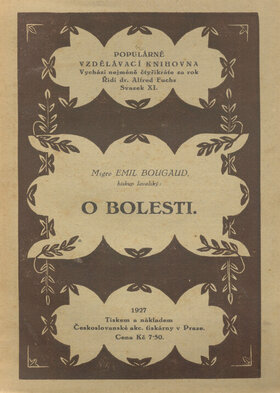 POPULÁRNĚ
VZDĚLÁVACÍ KNIHOVNA
Vychází nejméně čtyřikráte za rok
Řídí dr. Alfred Fuchs
Svazek XI.
Msgre EMIL BOUGAUD,
biskup lavalský:
O BOLESTI.
1927
Tiskem a nákladem
Československé akc. tiskárny v Praze.
Cena Kč 7·50.